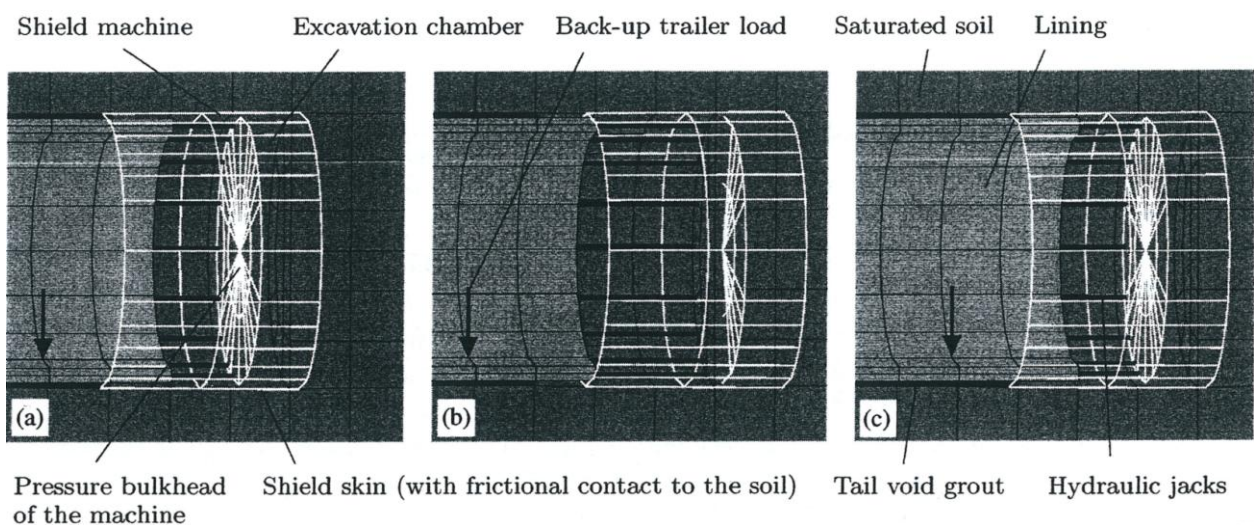 Shield machine
Excavation chamber
Back-up trailer load
Saturated soil
Lining
(a)
(b)
(c)
Pressure bulkhead
of the machine
Shield skin (with frictional contact to the soil)
Tail void grout
Hydraulic jacks